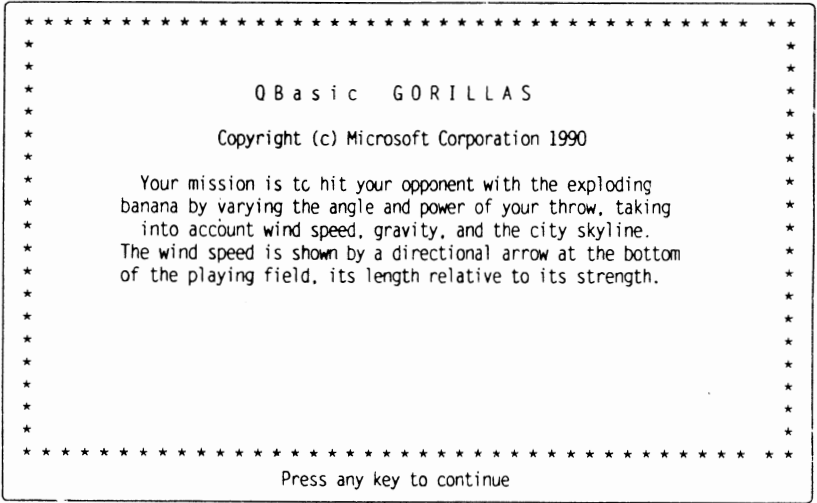 * * * * * * * * * * * * * * * * * * * * * * * * * * * * * * * * * * * * * * * *
QBasic GORILLAS
Copyright (c) Microsoft Corporation 1990
Your mission is to hit your opponent with the exploding
banana by varying the angle and power of your throw, taking
into account wind speed, gravity, and the city skyline.
The wind speed is shown by a directional arrow at the bottom
of the playing field, its length relative to its strength.
* * * * * * * * * * * * * * * * * * * * * * * * * * * * * * * * * * * * * * * *
Press any key to continue